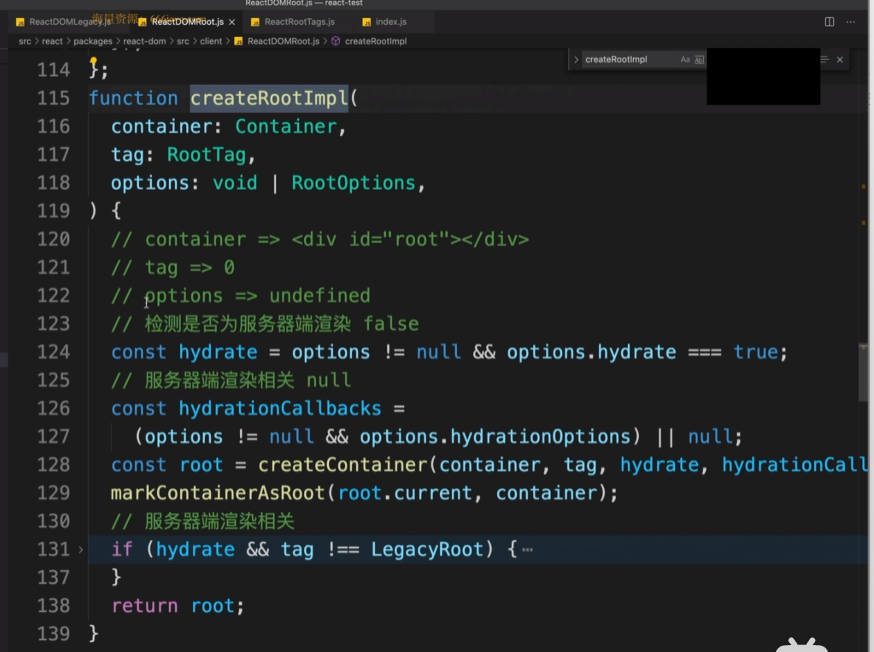 ReactDOMRoot.js — react-test
ReactDOMLegacy.js ReactDOMRoot.js × ReactRootTags.js index.js
src > react > packages > react-dom > src > client > ReactDOMRoot.js > createRootImpl
createRootImpl
114 };
115 function createRootImpl(
116 container: Container,
117 tag: RootTag,
118 options: void | RootOptions,
119 ) {
120 // container => <div id="root"></div>
121 // tag => 0
122 // options => undefined
123 // 检测是否为服务器端渲染 false
124 const hydrate = options != null && options.hydrate === true;
125 // 服务器端渲染相关 null
126 const hydrationCallbacks =
127 (options != null && options.hydrationOptions) || null;
128 const root = createContainer(container, tag, hydrate, hydrationCall
129 markContainerAsRoot(root.current, container);
130 // 服务器端渲染相关
131 if (hydrate && tag !== LegacyRoot) {…
137 }
138 return root;
139 }